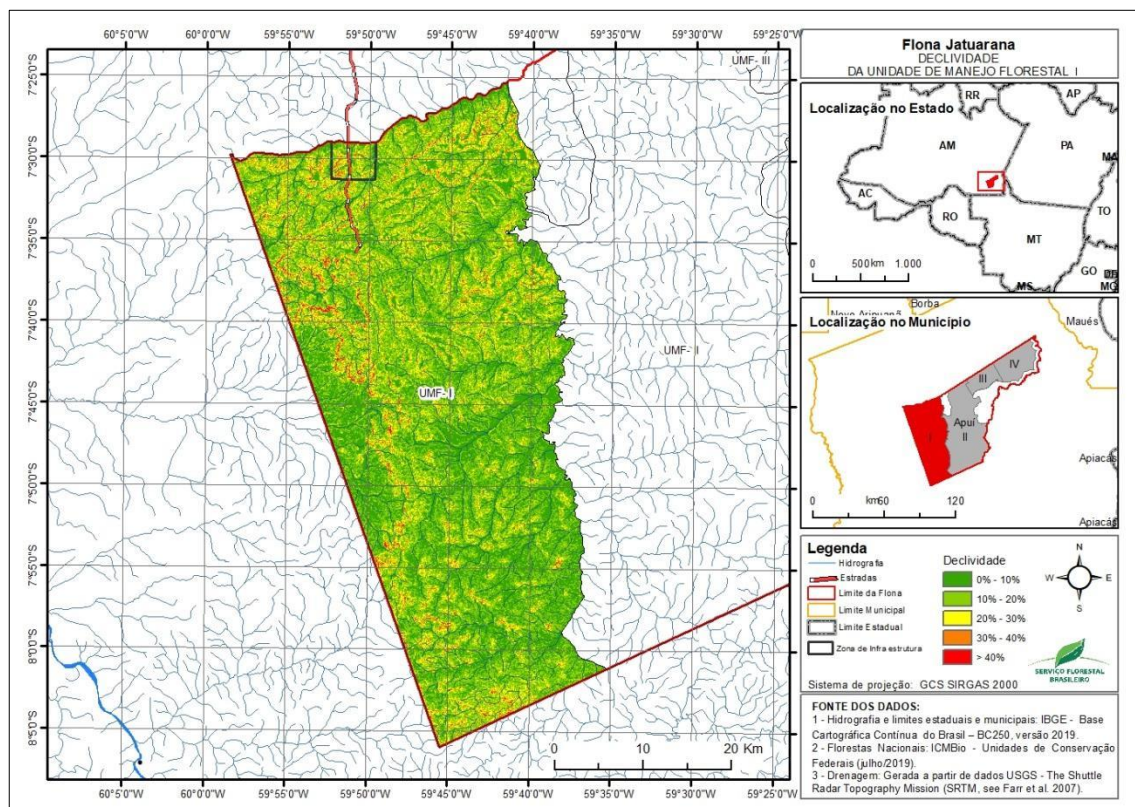 60°5'0"S 60°0'0"S 59°55'0"S 59°50'0"S 59°45'0"S 59°40'0"S 59°35'0"S 59°30'0"S 59°25'0"S
7°25'0"S
7°30'0"S
7°35'0"S
7°40'0"S
7°45'0"S
7°50'0"S
7°55'0"S
8°0'0"S
8°5'0"S
UMF- III
UMF- I
UMF- I
0 10 20 Km
60°5'0"S 60°0'0"S 59°55'0"S 59°50'0"S 59°45'0"S 59°40'0"S 59°35'0"S 59°30'0"S 59°24'0"S
Flona Jatuarana
DECLIVIDADE
DA UNIDADE DE MANEJO FLORESTAL I
Localização no Estado
RR
AP
AM
PA
MA
AC
RO
TO
MT
GO
MS
0 500 km 1.000
Localização no Município
Borba
Maués
IV
III
Apuí
I
II
Apiacás
Apiacás
0 km 60 120
Legenda
Hidrografia
Estradas
Limite da Flona
Limite Municipal
Limite Estadual
Zona de Infraestrutura
Declividade
0% - 10%
10% - 20%
20% - 30%
30% - 40%
> 40%
N
W E
S
SERVIÇO FLORESTAL
BRASILEIRO
Sistema de projeção: GCS SIRGAS 2000
FONTE DOS DADOS:
1 - Hidrografia e limites estaduais e municipais: IBGE - Base
Cartográfica Contínua do Brasil – BC250, versão 2019.
2 - Florestas Nacionais: ICMBio - Unidades de Conservação
Federais (julho/2019).
3 - Drenagem: Gerada a partir de dados USGS - The Shuttle
Radar Topography Mission (SRTM, see Farr et al. 2007).